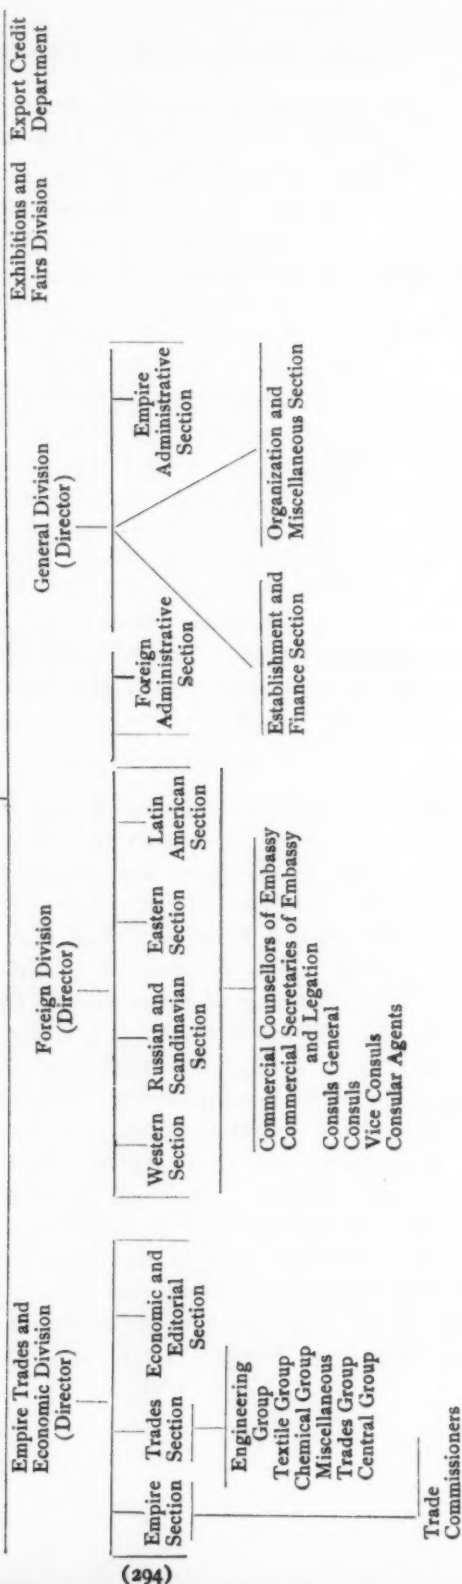 Empire Trades and
Economic Division
(Director)
Foreign Division
(Director)
General Division
(Director)
Exhibitions and
Fairs Division
Export Credit
Department
Empire
Section
Trades
Section
Economic and
Editorial
Section
Western
Section
Russian and
Scandinavian
Section
Eastern
Section
Latin
American
Section
Foreign
Administrative
Section
Empire
Administrative
Section
Engineering
Group
Textile Group
Chemical Group
Miscellaneous
Trades Group
Central Group
Commercial Counsellors of Embassy
Commercial Secretaries of Embassy
and Legation
Consuls General
Consuls
Vice Consuls
Consular Agents
Establishment and
Finance Section
Organization and
Miscellaneous Section
Trade
Commissioners
(294)